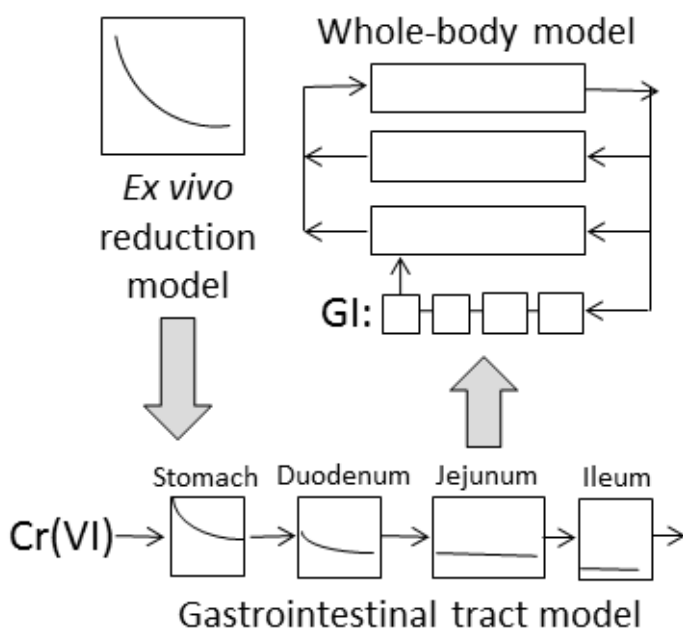 Whole-body model
Ex vivo
reduction
model
GI:
Stomach
Duodenum
Jejunum
Ileum
Cr(VI)
Gastrointestinal tract model